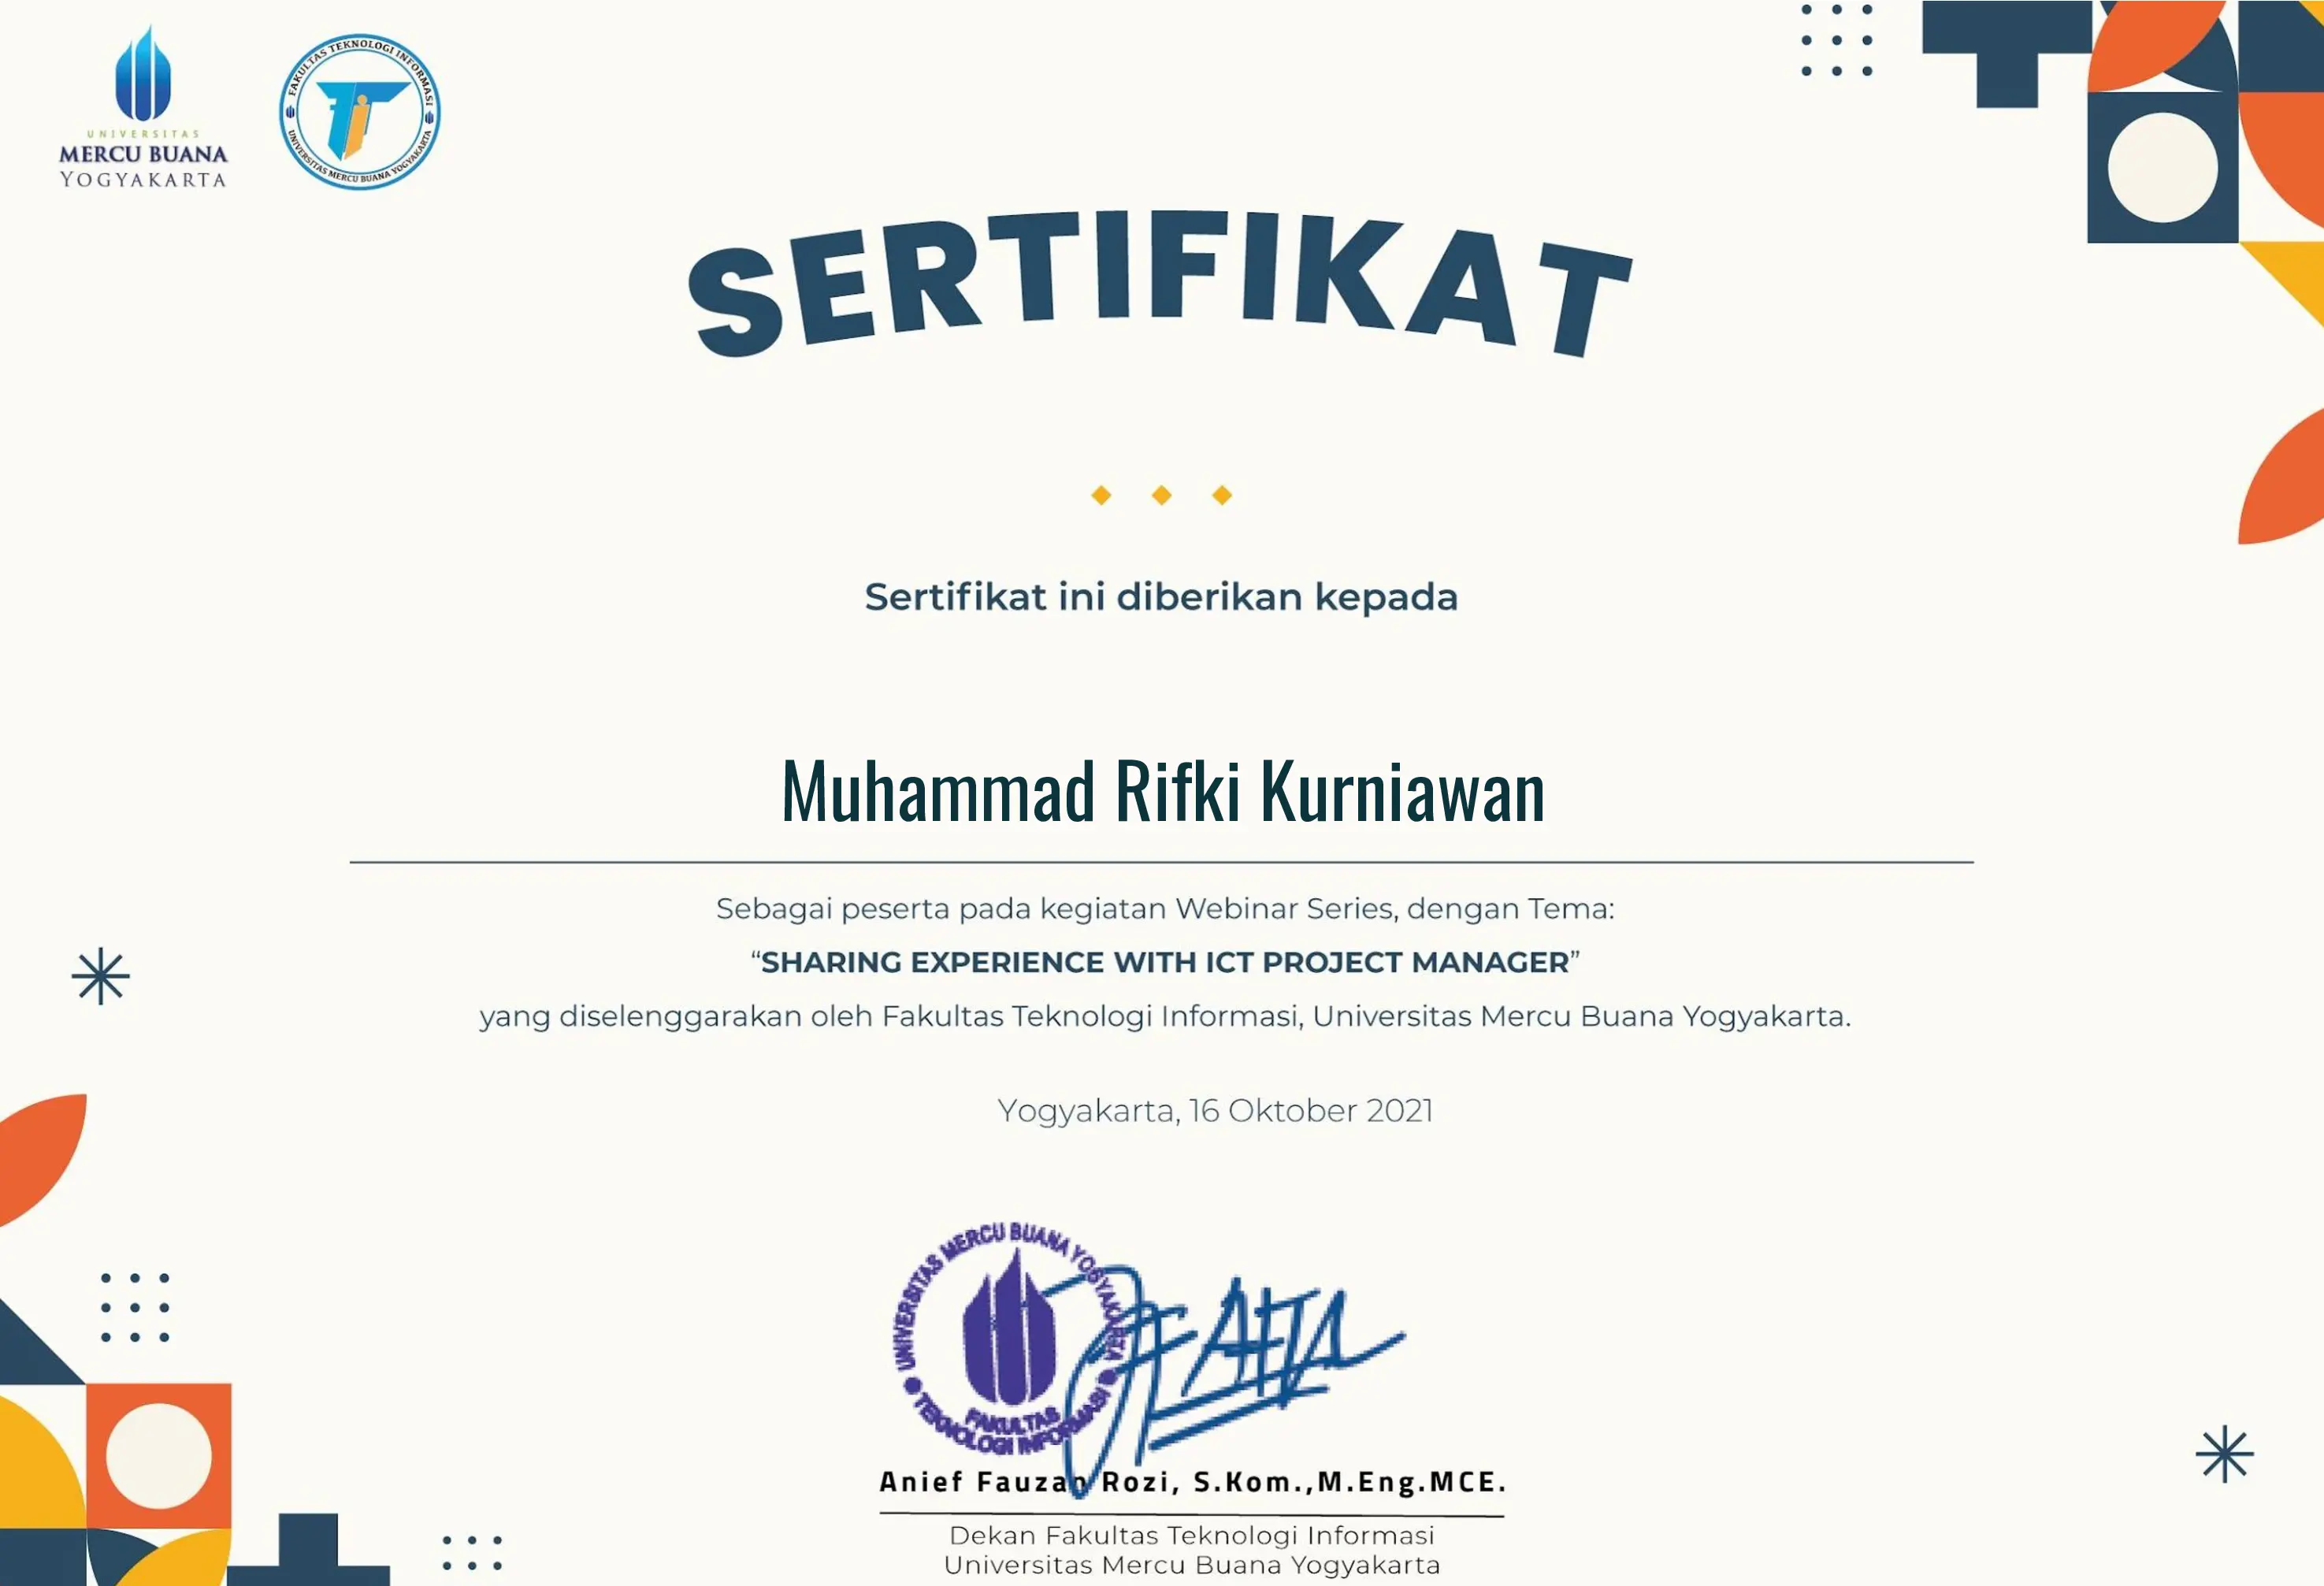 UNIVERSITAS
MERCU BUANA
YOGYAKARTA
FAKULTAS TEKNOLOGI INFORMASI
UNIVERSITAS MERCU BUANA YOGYAKARTA
SERTIFIKAT
Sertifikat ini diberikan kepada
Muhammad Rifki Kurniawan
Sebagai peserta pada kegiatan Webinar Series, dengan Tema:
“SHARING EXPERIENCE WITH ICT PROJECT MANAGER”
yang diselenggarakan oleh Fakultas Teknologi Informasi, Universitas Mercu Buana Yogyakarta.
Yogyakarta, 16 Oktober 2021
UNIVERSITAS MERCU BUANA YOGYAKARTA
FAKULTAS
TEKNOLOGI INFORMASI
Anief Fauzan Rozi, S.Kom.,M.Eng.MCE.
Dekan Fakultas Teknologi Informasi
Universitas Mercu Buana Yogyakarta